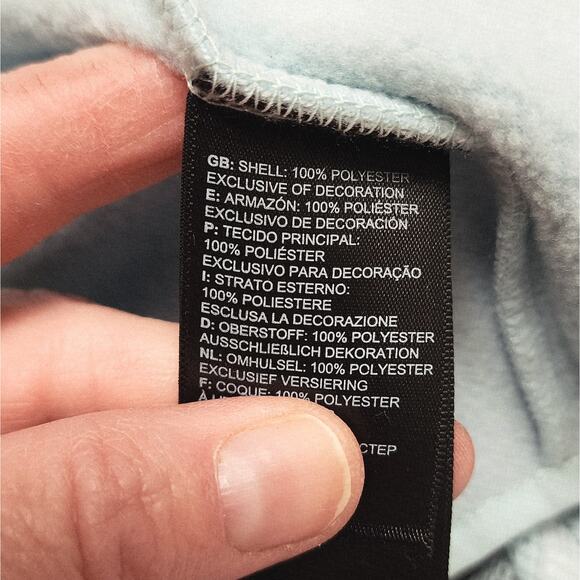 GB: SHELL: 100% POLYESTER
EXCLUSIVE OF DECORATION
E: ARMAZÓN: 100% POLIÉSTER
EXCLUSIVO DE DECORACIÓN
P: TECIDO PRINCIPAL:
100% POLIÉSTER
EXCLUSIVO PARA DECORAÇÃO
I: STRATO ESTERNO:
100% POLIESTERE
ESCLUSA LA DECORAZIONE
D: OBERSTOFF: 100% POLYESTER
AUSSCHLIEßLICH DEKORATION
NL: OMHULSEL: 100% POLYESTER
EXCLUSIEF VERSIERING
F: COQUE: 100% POLYESTER